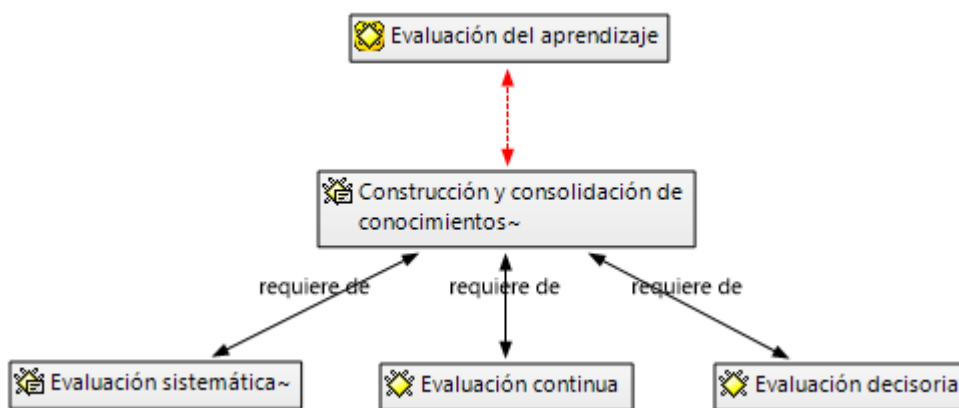 Evaluación del aprendizaje
Construcción y consolidación de
conocimientos~
requiere de
requiere de
requiere de
Evaluación sistemática~
Evaluación continua
Evaluación decisoria